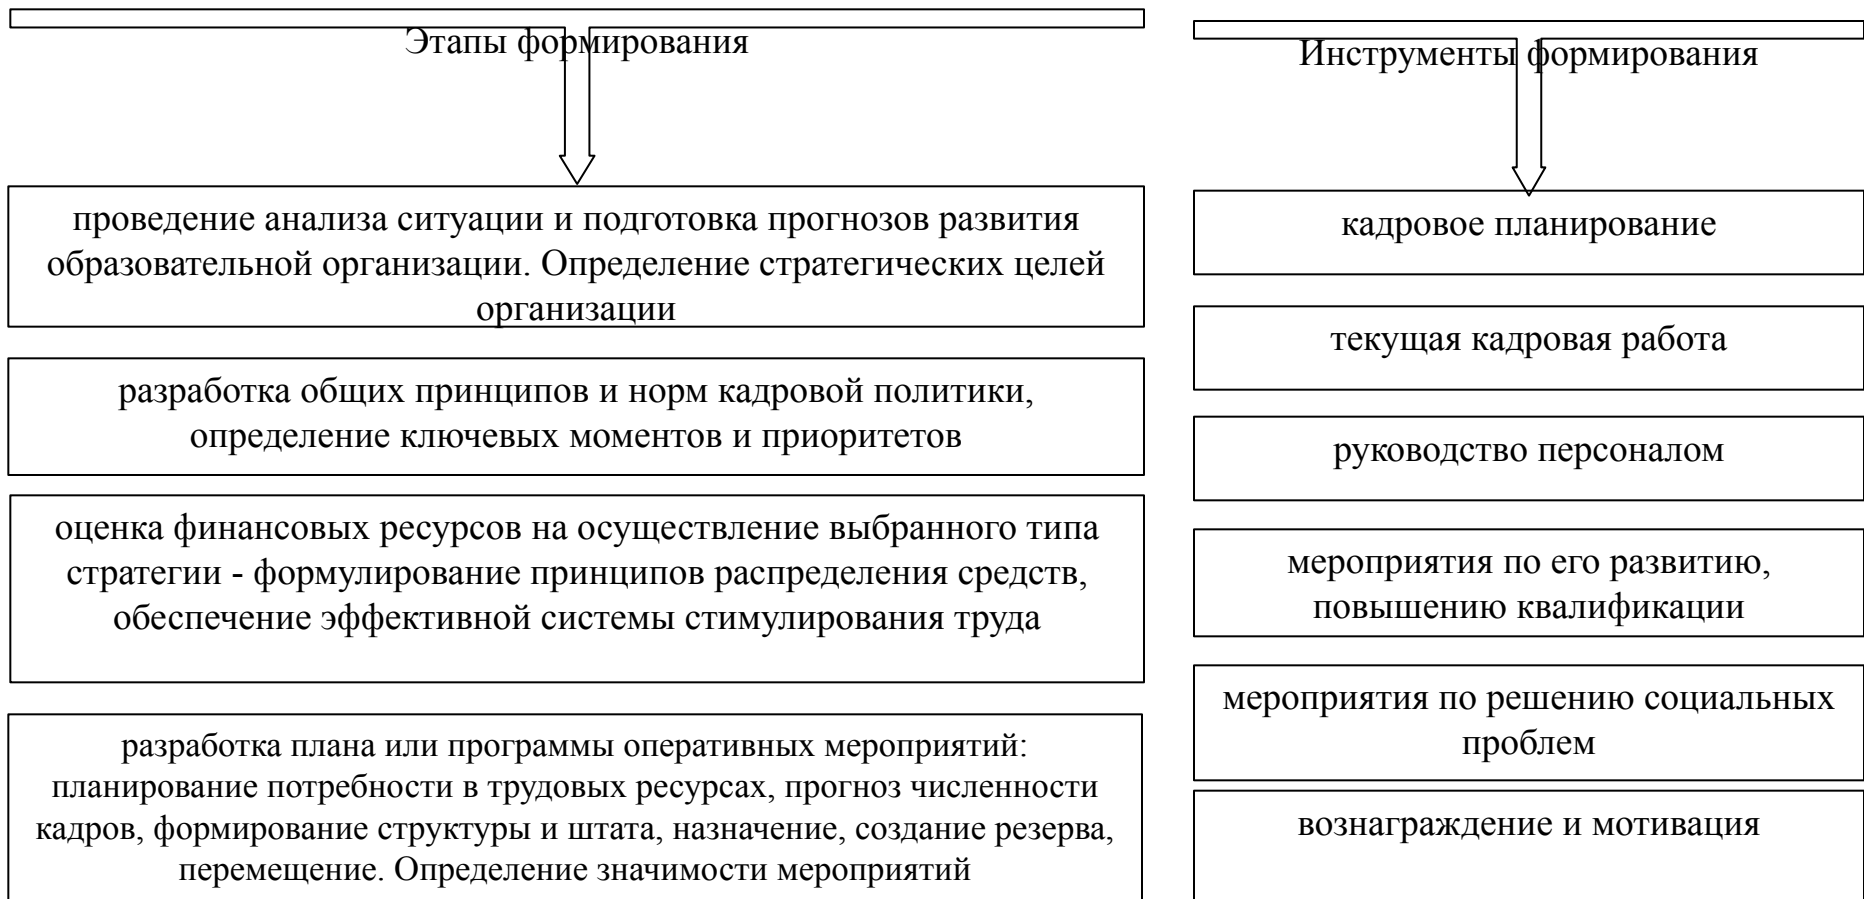 Этапы формирования
проведение анализа ситуации и подготовка прогнозов развития
образовательной организации. Определение стратегических целей
организации
разработка общих принципов и норм кадровой политики,
определение ключевых моментов и приоритетов
оценка финансовых ресурсов на осуществление выбранного типа
стратегии - формулирование принципов распределения средств,
обеспечение эффективной системы стимулирования труда
разработка плана или программы оперативных мероприятий:
планирование потребности в трудовых ресурсах, прогноз численности
кадров, формирование структуры и штата, назначение, создание резерва,
перемещение. Определение значимости мероприятий
Инструменты формирования
кадровое планирование
текущая кадровая работа
руководство персоналом
мероприятия по его развитию,
повышению квалификации
мероприятия по решению социальных
проблем
вознаграждение и мотивация